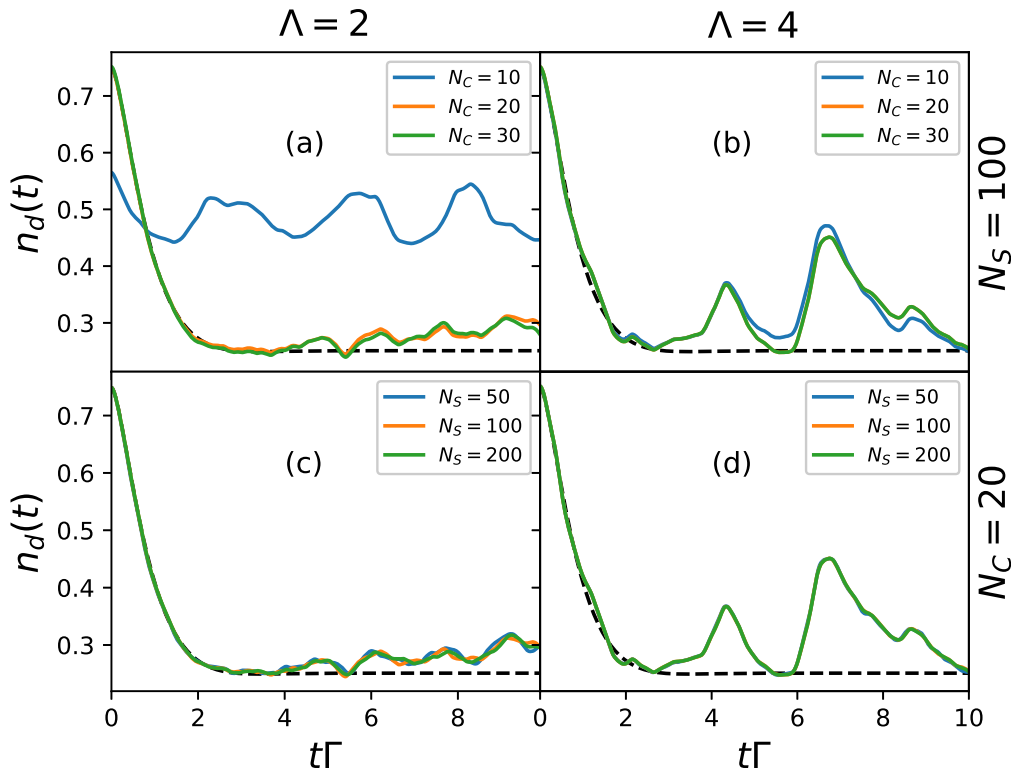 Λ = 2
Λ = 4
n_d(t)
0.7
0.6
0.5
0.4
0.3
(a)
N_C = 10
N_C = 20
N_C = 30
(b)
N_C = 10
N_C = 20
N_C = 30
N_S = 100
n_d(t)
0.7
0.6
0.5
0.4
0.3
(c)
N_S = 50
N_S = 100
N_S = 200
(d)
N_S = 50
N_S = 100
N_S = 200
N_C = 20
0 2 4 6 8 0 2 4 6 8 10
tΓ
tΓ